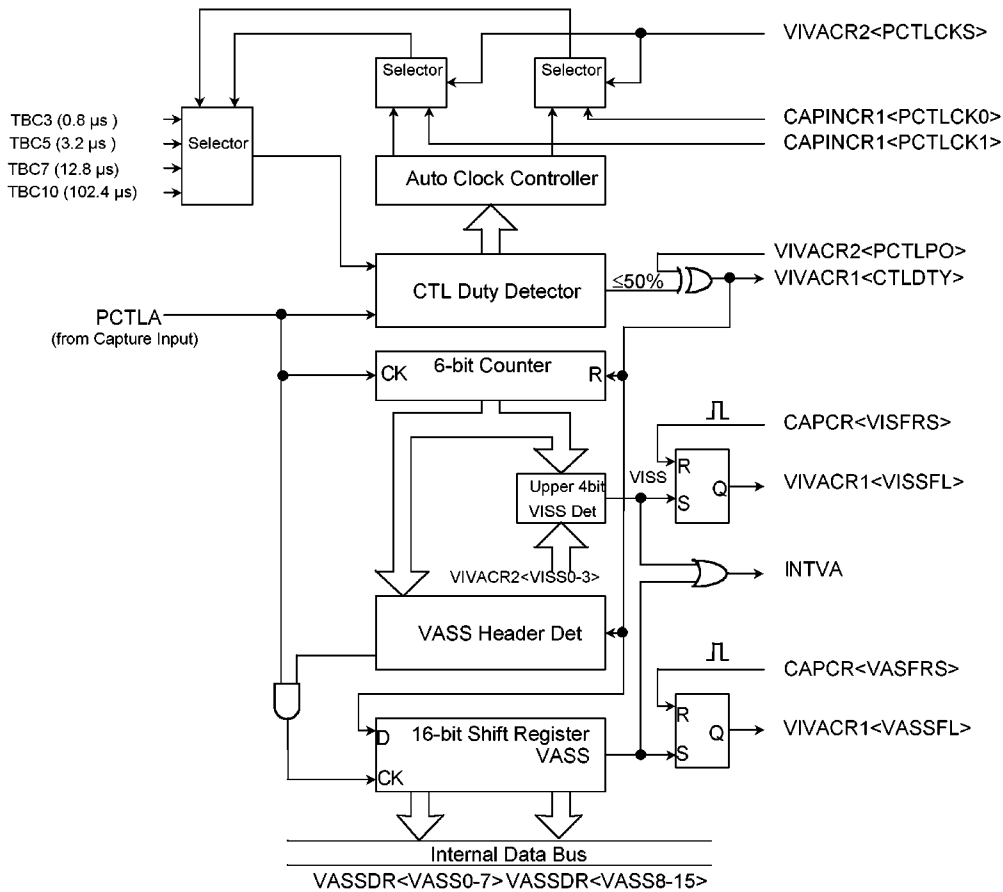 VIVACR2<PCTLCKS>
Selector
Selector
TBC3 (0.8 µs )
TBC5 (3.2 µs )
TBC7 (12.8 µs)
TBC10 (102.4 µs)
Selector
CAPINCR1<PCTLCK0>
CAPINCR1<PCTLCK1>
Auto Clock Controller
VIVACR2<PCTLPO>
CTL Duty Detector
≤50%
VIVACR1<CTLDTY>
PCTLA
(from Capture Input)
6-bit Counter
CK
R
CAPCR<VISFRS>
Upper 4bit
VISS Det
VISS
R
S
Q
VIVACR1<VISSFL>
VIVACR2<VISS0-3>
INTVA
VASS Header Det
CAPCR<VASFRS>
D
16-bit Shift Register
VASS
CK
R
S
Q
VIVACR1<VASSFL>
Internal Data Bus
VASSDR<VASS0-7> VASSDR<VASS8-15>